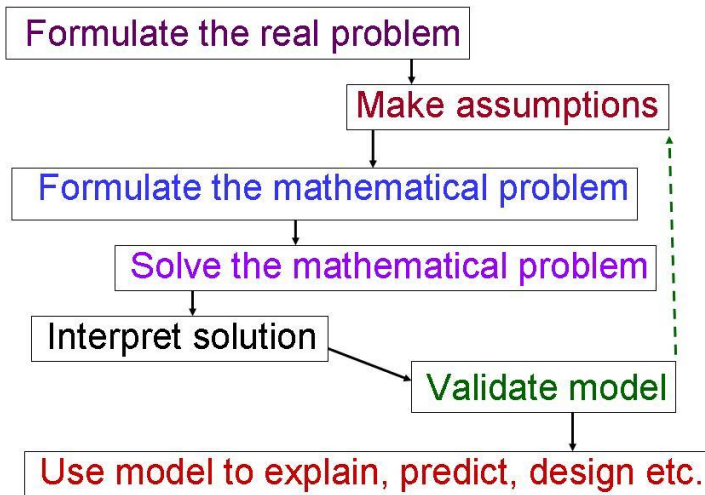 Formulate the real problem
Make assumptions
Formulate the mathematical problem
Solve the mathematical problem
Interpret solution
Validate model
Use model to explain, predict, design etc.